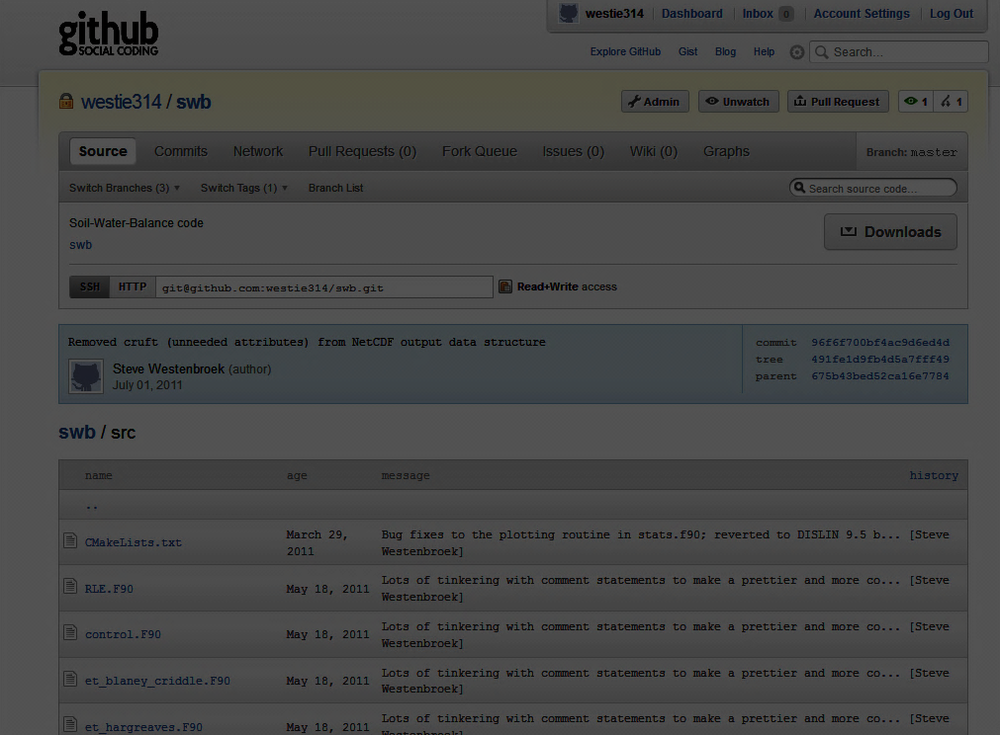 github
SOCIAL CODING
westie314 Dashboard Inbox 0 Account Settings Log Out
Explore GitHub Gist Blog Help Search...
westie314 / swb
Admin Unwatch Pull Request 1 1
Source Commits Network Pull Requests (0) Fork Queue Issues (0) Wiki (0) Graphs Branch: master
Switch Branches (3) Switch Tags (1) Branch List Search source code...
Soil-Water-Balance code
swb
Downloads
SSH HTTP git@github.com:westie314/swb.git Read+Write access
Removed cruft (unneeded attributes) from NetCDF output data structure
Steve Westenbroek (author)
July 01, 2011
commit 96f6f700bf4ac9d6ed4d
tree 491fe1d9fb4d5a7fff49
parent 675b43bed52ca16e7784
swb / src
name age message history
..
CMakeLists.txt March 29, 2011 Bug fixes to the plotting routine in stats.f90; reverted to DISLIN 9.5 b... [Steve Westenbroek]
RLE.F90 May 18, 2011 Lots of tinkering with comment statements to make a prettier and more co... [Steve Westenbroek]
control.F90 May 18, 2011 Lots of tinkering with comment statements to make a prettier and more co... [Steve Westenbroek]
et_blaney_criddle.F90 May 18, 2011 Lots of tinkering with comment statements to make a prettier and more co... [Steve Westenbroek]
et_hargreaves.F90 May 18, 2011 Lots of tinkering with comment statements to make a prettier and more co... [Steve Westenbroek]